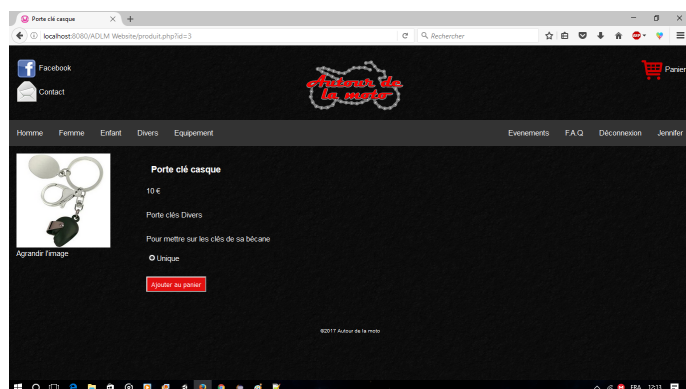 Porte clé casque
localhost:8080/ADLM Website/produit.php?id=3
Rechercher
Facebook
Contact
Autour de
la moto
Panier
Homme Femme Enfant Divers Equipement Evenements F.A.Q Déconnexion Jennifer
Porte clé casque
10 €
Porte clés Divers
Pour mettre sur les clés de sa bécane
Agrandir l'image
Unique
Ajouter au panier
©2017 Autour de la moto
FRA 12:13